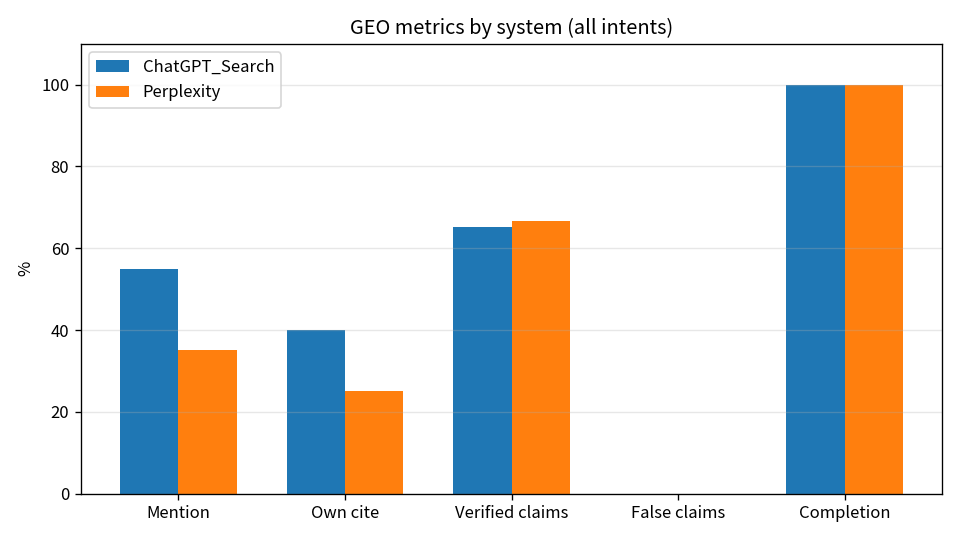 GEO metrics by system (all intents)
ChatGPT_Search
Perplexity
%
100
80
60
40
20
0
Mention
Own cite
Verified claims
False claims
Completion